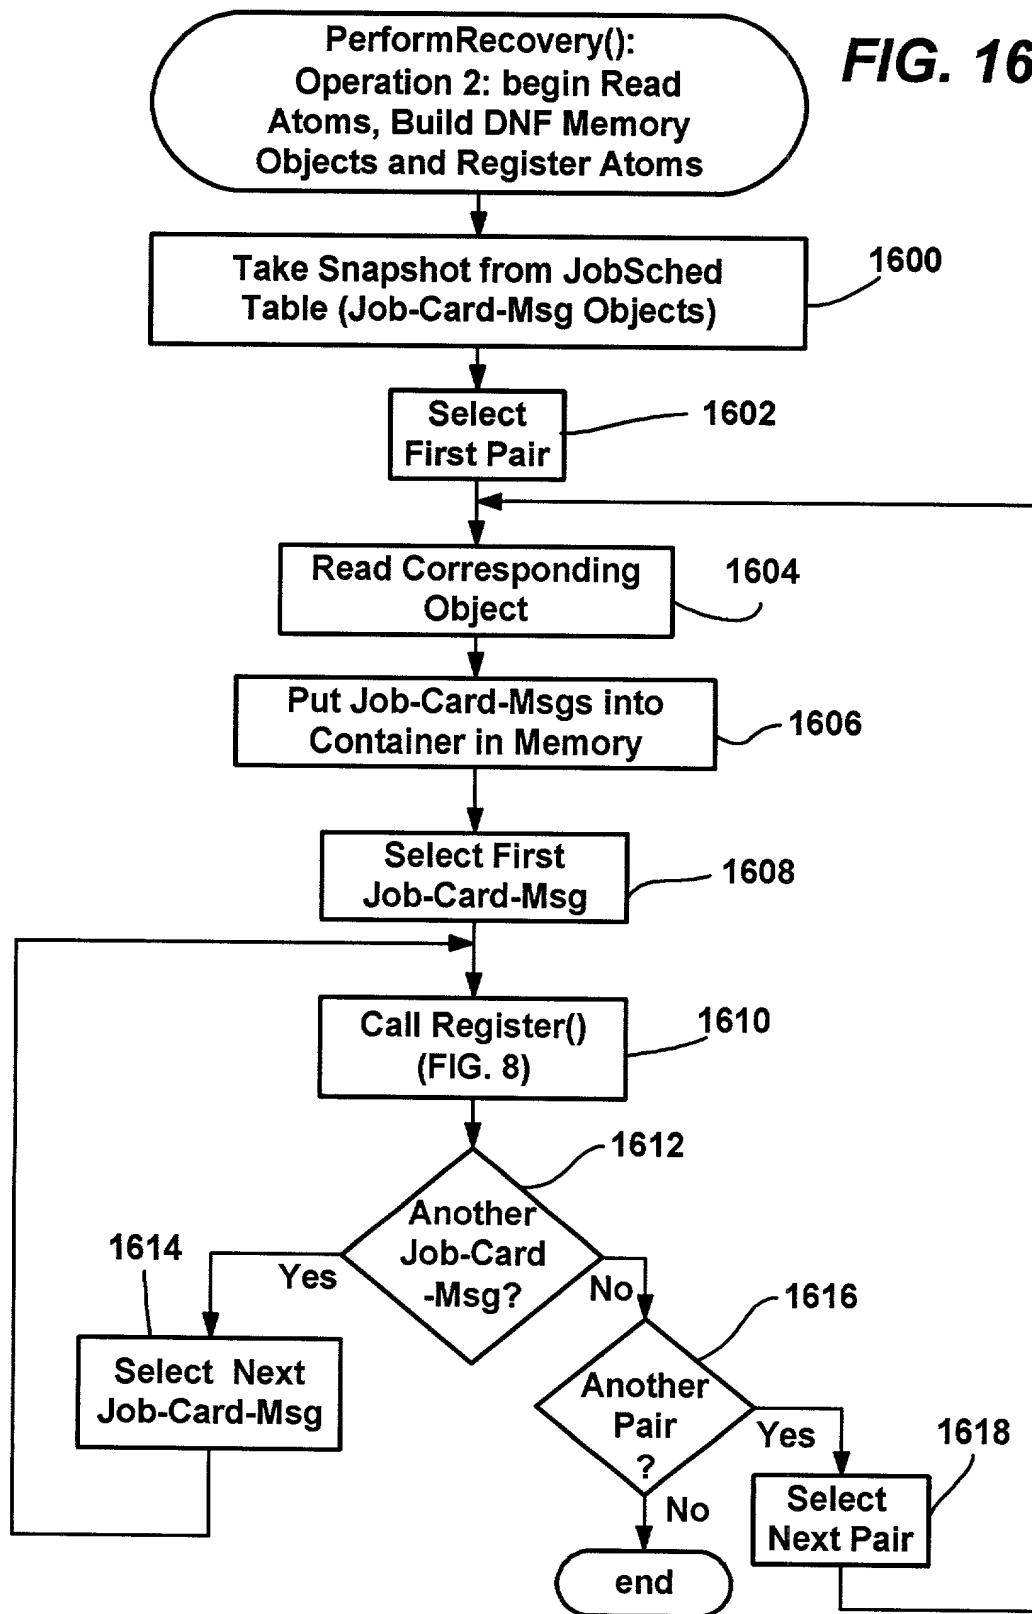 PerformRecovery():
Operation 2: begin Read
Atoms, Build DNF Memory
Objects and Register Atoms
FIG. 16
Take Snapshot from JobSched
Table (Job-Card-Msg Objects)
1600
Select
First Pair
1602
Read Corresponding
Object
1604
Put Job-Card-Msgs into
Container in Memory
1606
Select First
Job-Card-Msg
1608
Call Register()
(FIG. 8)
1610
Another
Job-Card
-Msg?
1612
Yes
No
1614
Select Next
Job-Card-Msg
Another
Pair
?
1616
Yes
No
Select
Next Pair
1618
end